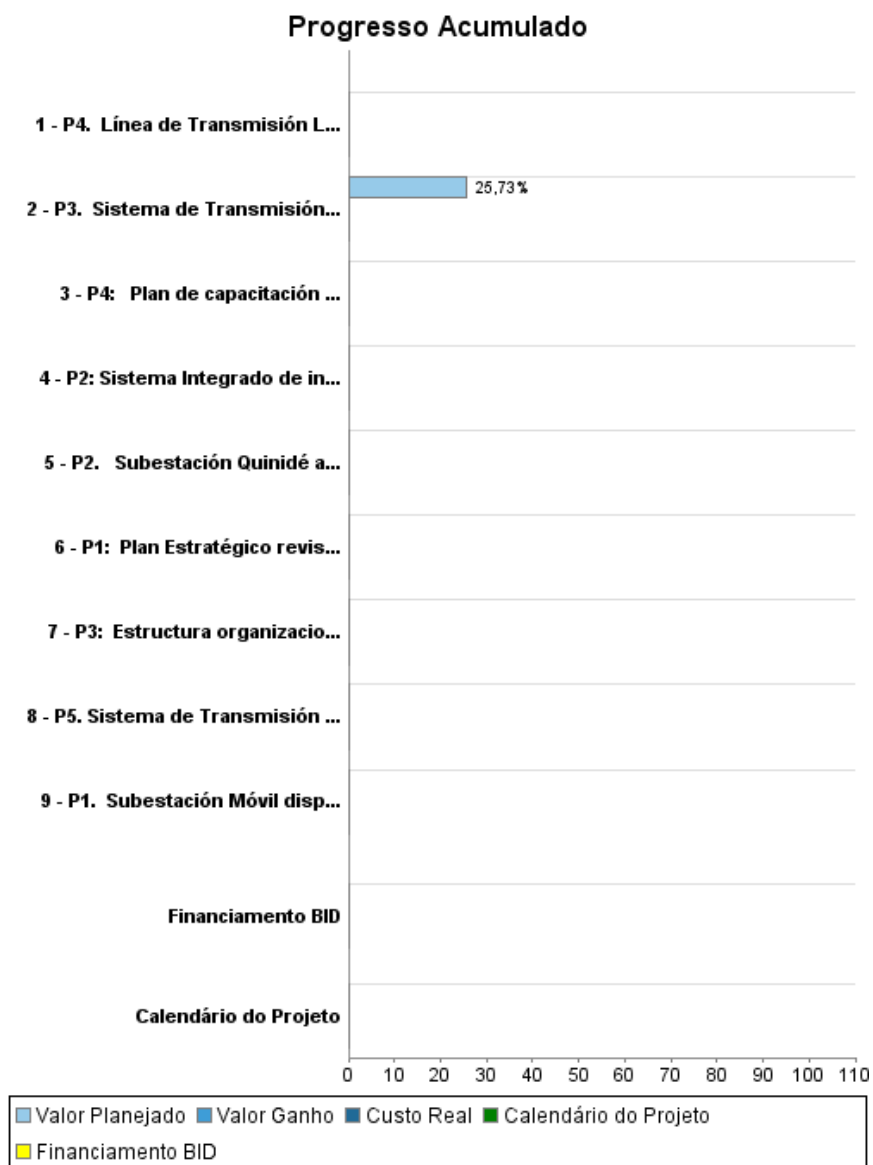 Progresso Acumulado
1 - P4. Línea de Transmisión L...
25,73%
2 - P3. Sistema de Transmisión...
3 - P4: Plan de capacitación ...
4 - P2: Sistema Integrado de in...
5 - P2. Subestación Quinidé a...
6 - P1: Plan Estratégico revis...
7 - P3: Estructura organizacio...
8 - P5. Sistema de Transmisión ...
9 - P1. Subestación Móvil disp...
Financiamento BID
Calendário do Projeto
0 10 20 30 40 50 60 70 80 90 100 110
Valor Planejado Valor Ganho Custo Real Calendário do Projeto
Financiamento BID